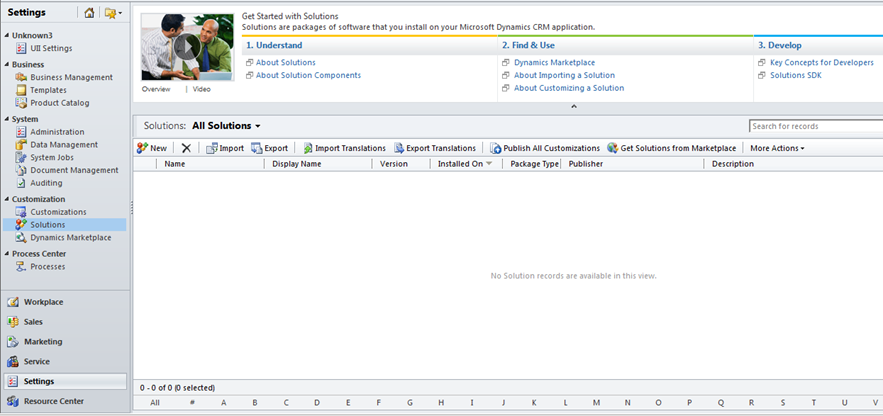 Settings
Unknown3
UII Settings
Business
Business Management
Templates
Product Catalog
System
Administration
Data Management
System Jobs
Document Management
Auditing
Customization
Customizations
Solutions
Dynamics Marketplace
Process Center
Processes
Workplace
Sales
Marketing
Service
Settings
Resource Center
Overview | Video
Get Started with Solutions
Solutions are packages of software that you install on your Microsoft Dynamics CRM application.
1. Understand
About Solutions
About Solution Components
2. Find & Use
Dynamics Marketplace
About Importing a Solution
About Customizing a Solution
3. Develop
Key Concepts for Developers
Solutions SDK
Solutions: All Solutions
Search for records
New Import Export Import Translations Export Translations Publish All Customizations Get Solutions from Marketplace More Actions
Name Display Name Version Installed On Package Type Publisher Description
No Solution records are available in this view.
0 - 0 of 0 (0 selected)
All # A B C D E F G H I J K L M N O P Q R S T U V